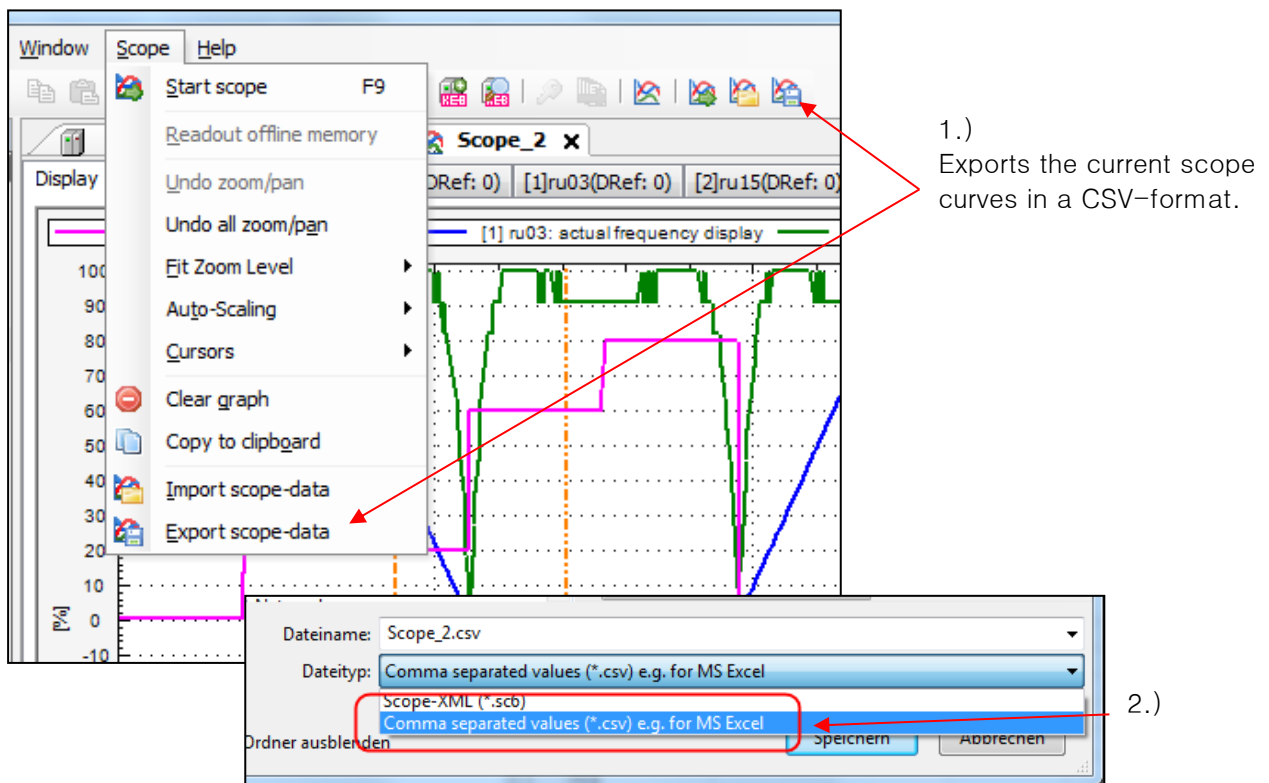 Window Scope Help
Start scope F9
Readout offline memory
Undo zoom/pan
Undo all zoom/pan
Fit Zoom Level
Auto-Scaling
Cursors
Clear graph
Copy to clipboard
Import scope-data
Export scope-data
KEB KEB
Scope_2 X
Display
DRef: 0) [1]ru03(DRef: 0) [2]ru15(DRef: 0)
[1] ru03: actual frequency display
100
90
80
70
60
50
40
30
20
10
0
-10
[%]
1.)
Exports the current scope
curves in a CSV-format.
Dateiname: Scope_2.csv
Dateityp: Comma separated values (*.csv) e.g. for MS Excel
Scope-XML (*.sc6)
Comma separated values (*.csv) e.g. for MS Excel
Ordner ausblenden Speichern Abbrechen
2.)